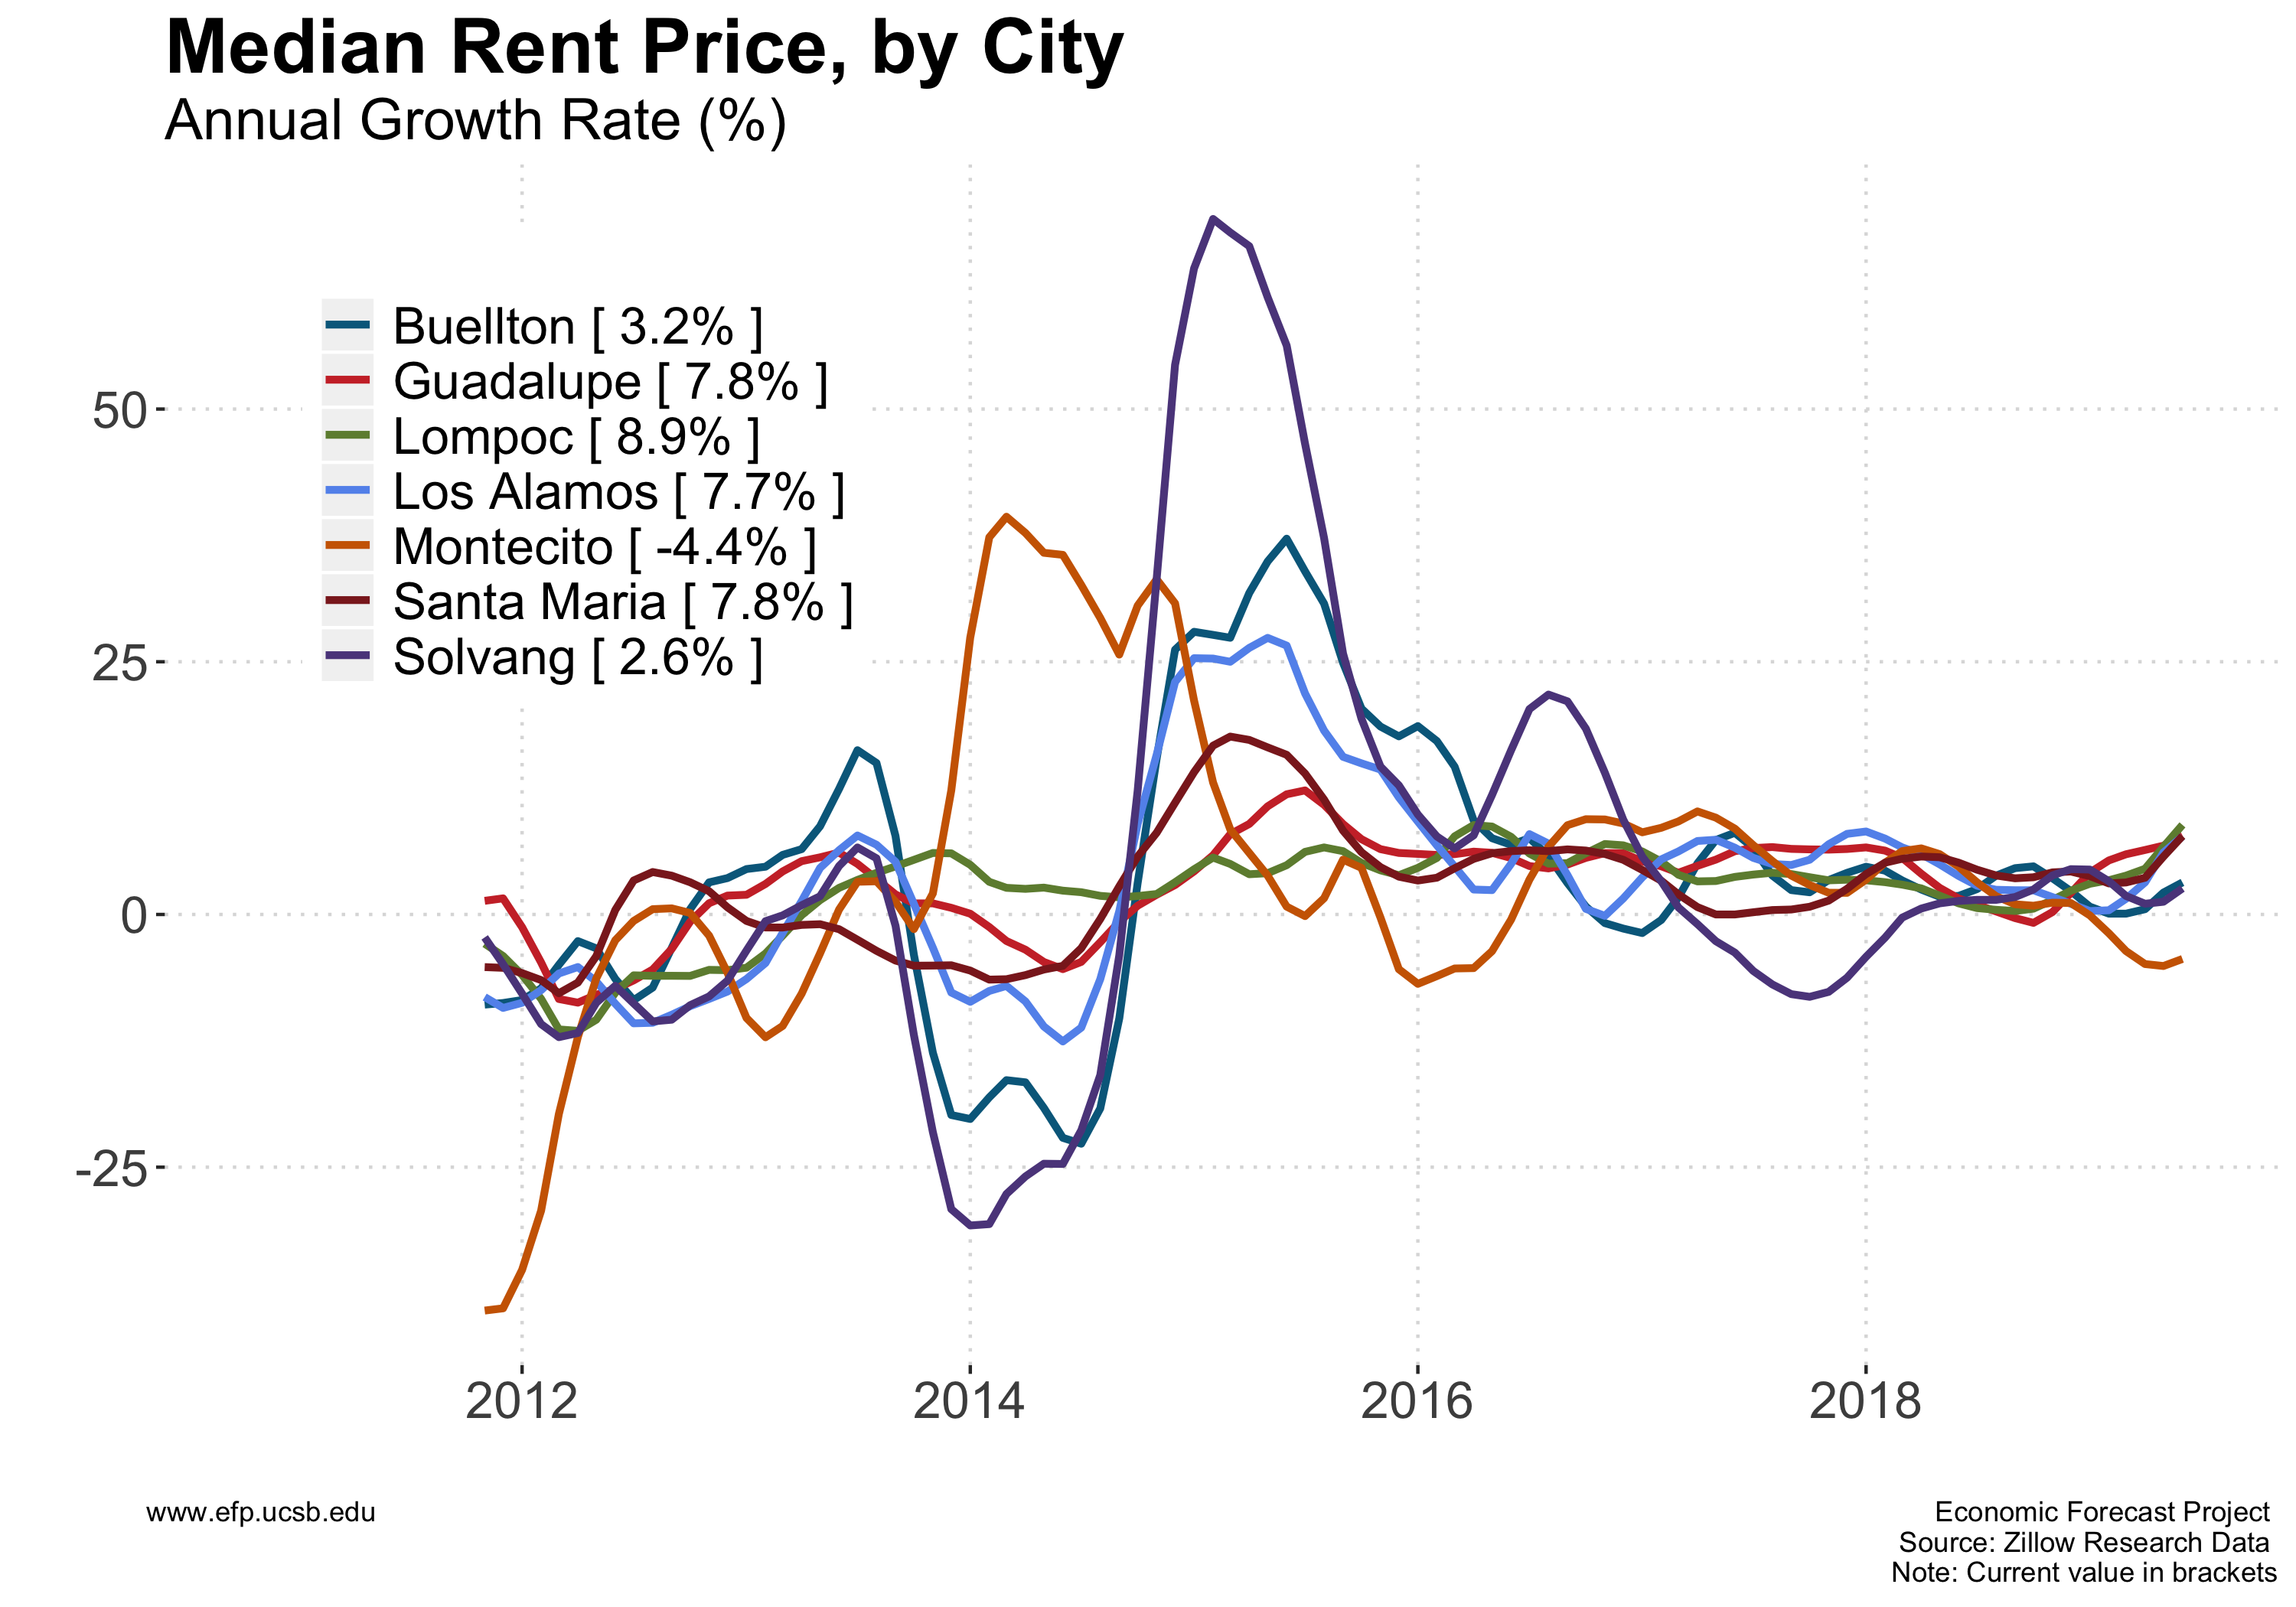 Median Rent Price, by City
Annual Growth Rate (%)
Buellton [ 3.2% ]
Guadalupe [ 7.8% ]
Lompoc [ 8.9% ]
Los Alamos [ 7.7% ]
Montecito [ -4.4% ]
Santa Maria [ 7.8% ]
Solvang [ 2.6% ]
50
25
0
-25
2012 2014 2016 2018
www.efp.ucsb.edu
Economic Forecast Project
Source: Zillow Research Data
Note: Current value in brackets